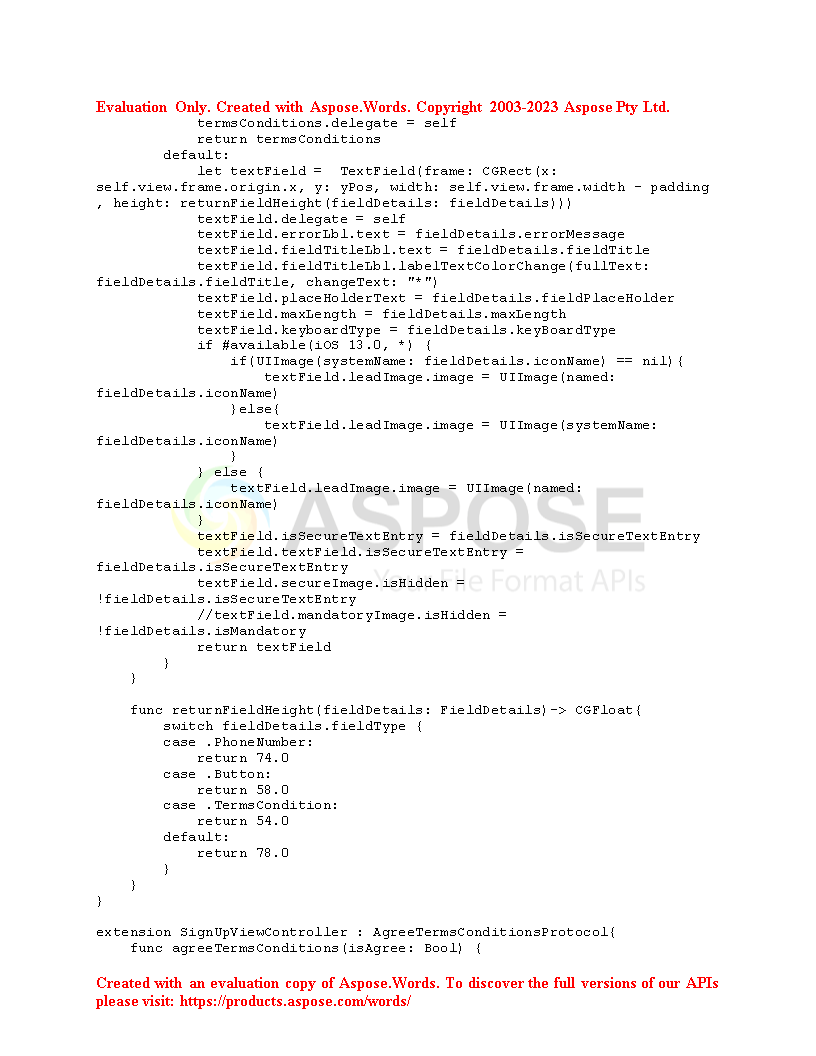 Evaluation Only. Created with Aspose.Words. Copyright 2003-2023 Aspose Pty Ltd.
            termsConditions.delegate = self
            return termsConditions
        default:
            let textField =  TextField(frame: CGRect(x:
self.view.frame.origin.x, y: yPos, width: self.view.frame.width - padding
, height: returnFieldHeight(fieldDetails: fieldDetails)))
            textField.delegate = self
            textField.errorLbl.text = fieldDetails.errorMessage
            textField.fieldTitleLbl.text = fieldDetails.fieldTitle
            textField.fieldTitleLbl.labelTextColorChange(fullText:
fieldDetails.fieldTitle, changeText: "*")
            textField.placeHolderText = fieldDetails.fieldPlaceHolder
            textField.maxLength = fieldDetails.maxLength
            textField.keyboardType = fieldDetails.keyBoardType
            if #available(iOS 13.0, *) {
                if(UIImage(systemName: fieldDetails.iconName) == nil){
                    textField.leadImage.image = UIImage(named:
fieldDetails.iconName)
                }else{
                    textField.leadImage.image = UIImage(systemName:
fieldDetails.iconName)
                }
            } else {
                textField.leadImage.image = UIImage(named:
fieldDetails.iconName)
            }
ASPOSE
            textField.isSecureTextEntry = fieldDetails.isSecureTextEntry
            textField.textField.isSecureTextEntry =
fieldDetails.isSecureTextEntry
            textField.secureImage.isHidden =
Your File Format APIs
!fieldDetails.isSecureTextEntry
            //textField.mandatoryImage.isHidden =
!fieldDetails.isMandatory
            return textField
        }
    }

    func returnFieldHeight(fieldDetails: FieldDetails)-> CGFloat{
        switch fieldDetails.fieldType {
        case .PhoneNumber:
            return 74.0
        case .Button:
            return 58.0
        case .TermsCondition:
            return 54.0
        default:
            return 78.0
        }
    }
}

extension SignUpViewController : AgreeTermsConditionsProtocol{
    func agreeTermsConditions(isAgree: Bool) {

Created with an evaluation copy of Aspose.Words. To discover the full versions of our APIs
please visit: https://products.aspose.com/words/